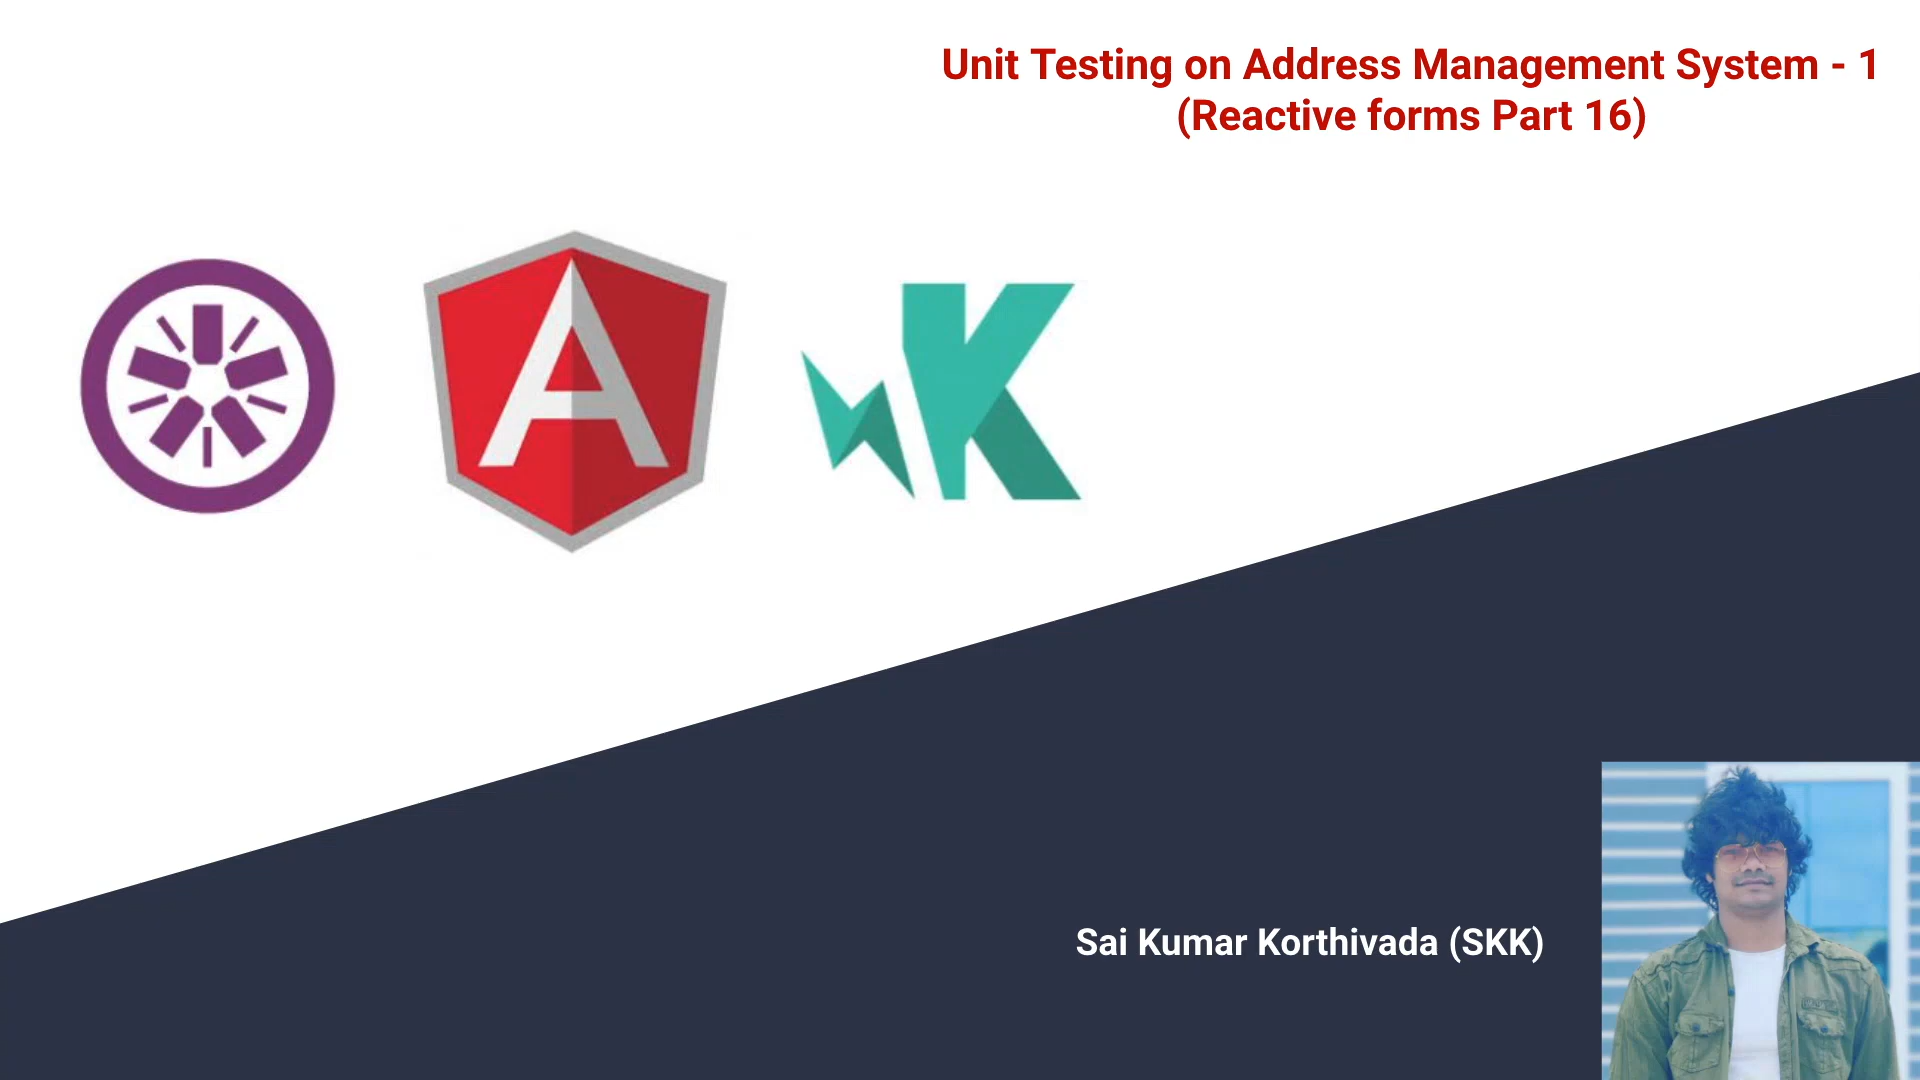 Unit Testing on Address Management System - 1
(Reactive forms Part 16)
Sai Kumar Korthivada (SKK)